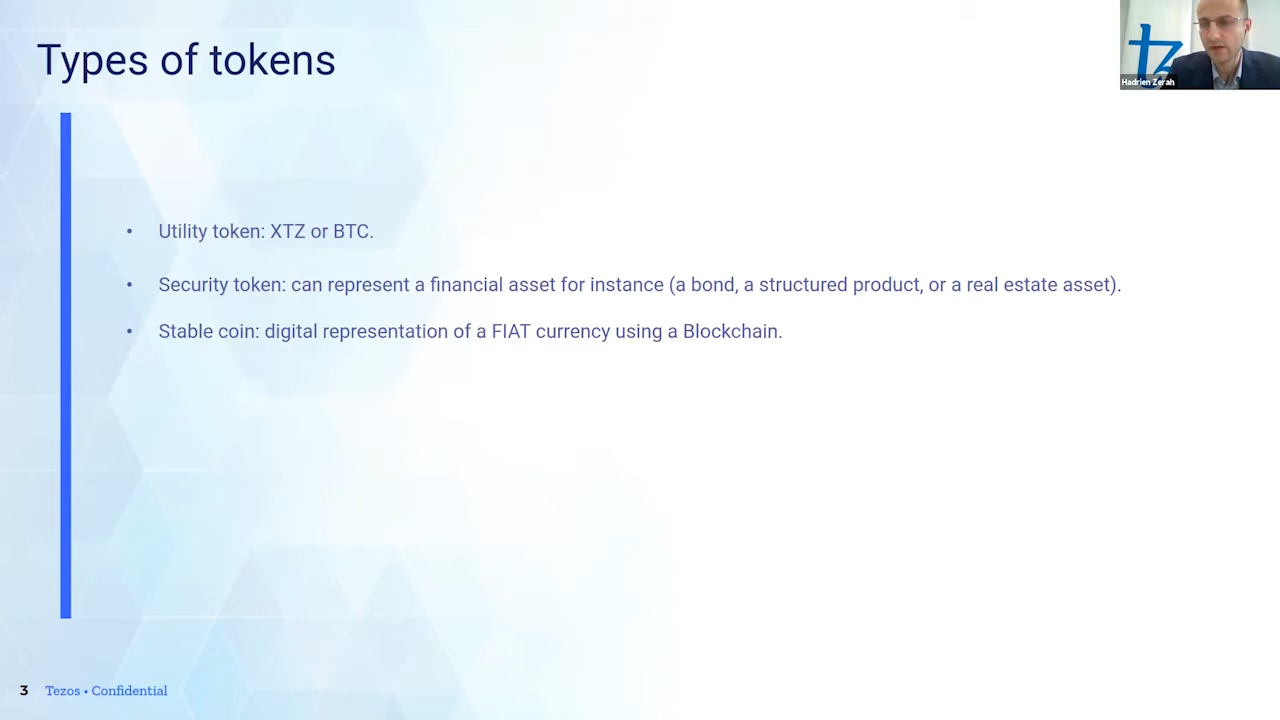 Types of tokens
Hadrien Zerah
• Utility token: XTZ or BTC.
• Security token: can represent a financial asset for instance (a bond, a structured product, or a real estate asset).
• Stable coin: digital representation of a FIAT currency using a Blockchain.
3 Tezos • Confidential